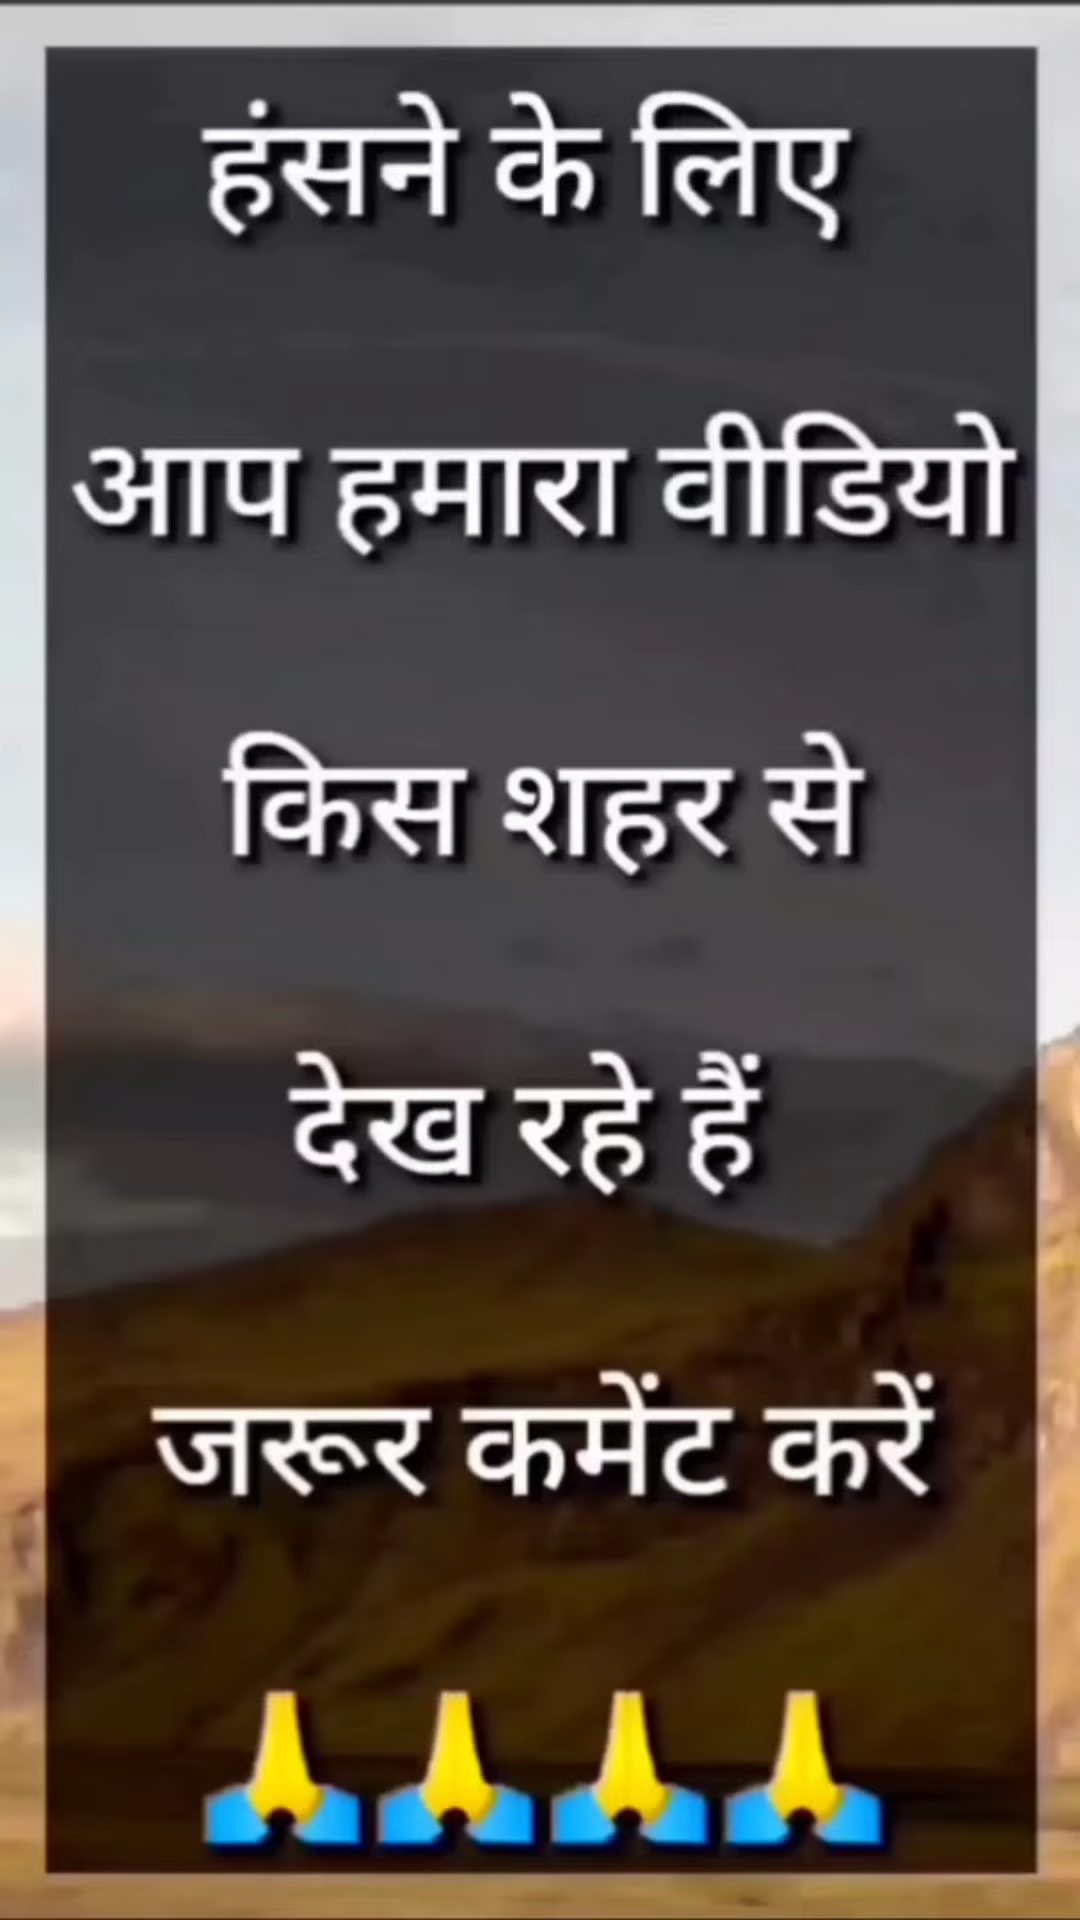 हंसने के लिए
आप हमारा वीडियो
किस शहर से
देख रहे हैं
जरूर कमेंट करें
🙏🙏🙏🙏